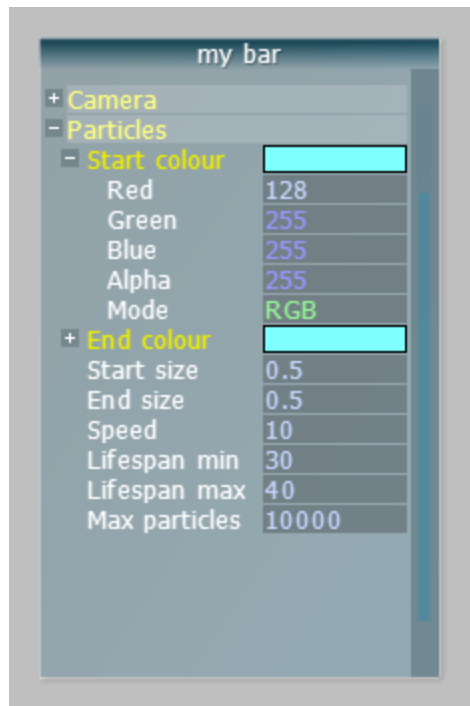 my bar
+ Camera
- Particles
- Start colour
Red 128
Green 255
Blue 255
Alpha 255
Mode RGB
+ End colour
Start size 0.5
End size 0.5
Speed 10
Lifespan min 30
Lifespan max 40
Max particles 10000